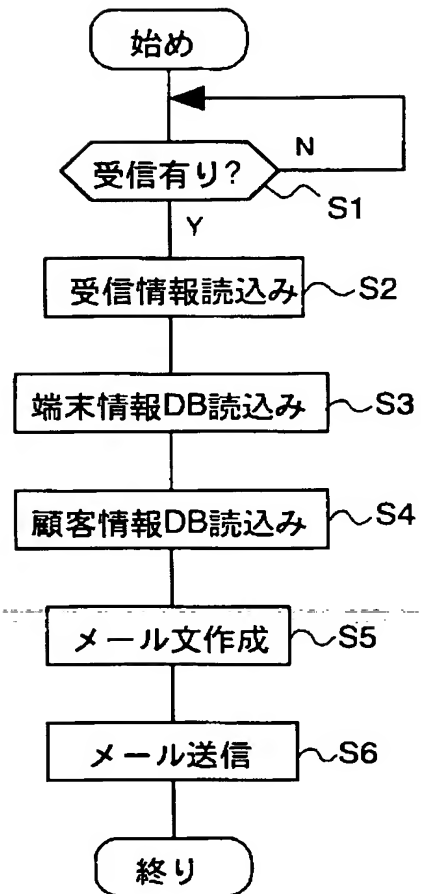 始め
N
受信有り?
S1
Y
受信情報読込み
S2
端末情報DB読込み
S3
顧客情報DB読込み
S4
メール文作成
S5
メール送信
S6
終り